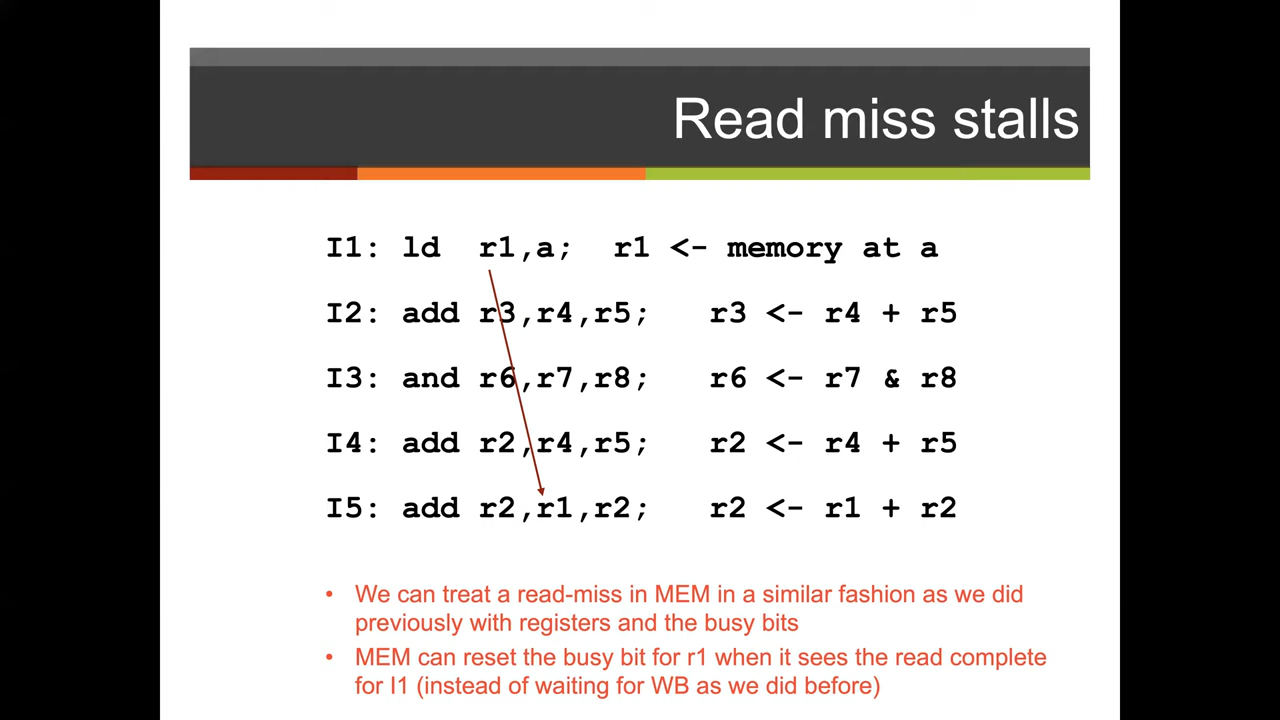 Read miss stalls
I1: ld r1,a; r1 <- memory at a
I2: add r3,r4,r5; r3 <- r4 + r5
I3: and r6,r7,r8; r6 <- r7 & r8
I4: add r2,r4,r5; r2 <- r4 + r5
I5: add r2,r1,r2; r2 <- r1 + r2
• We can treat a read-miss in MEM in a similar fashion as we did
previously with registers and the busy bits
• MEM can reset the busy bit for r1 when it sees the read complete
for I1 (instead of waiting for WB as we did before)